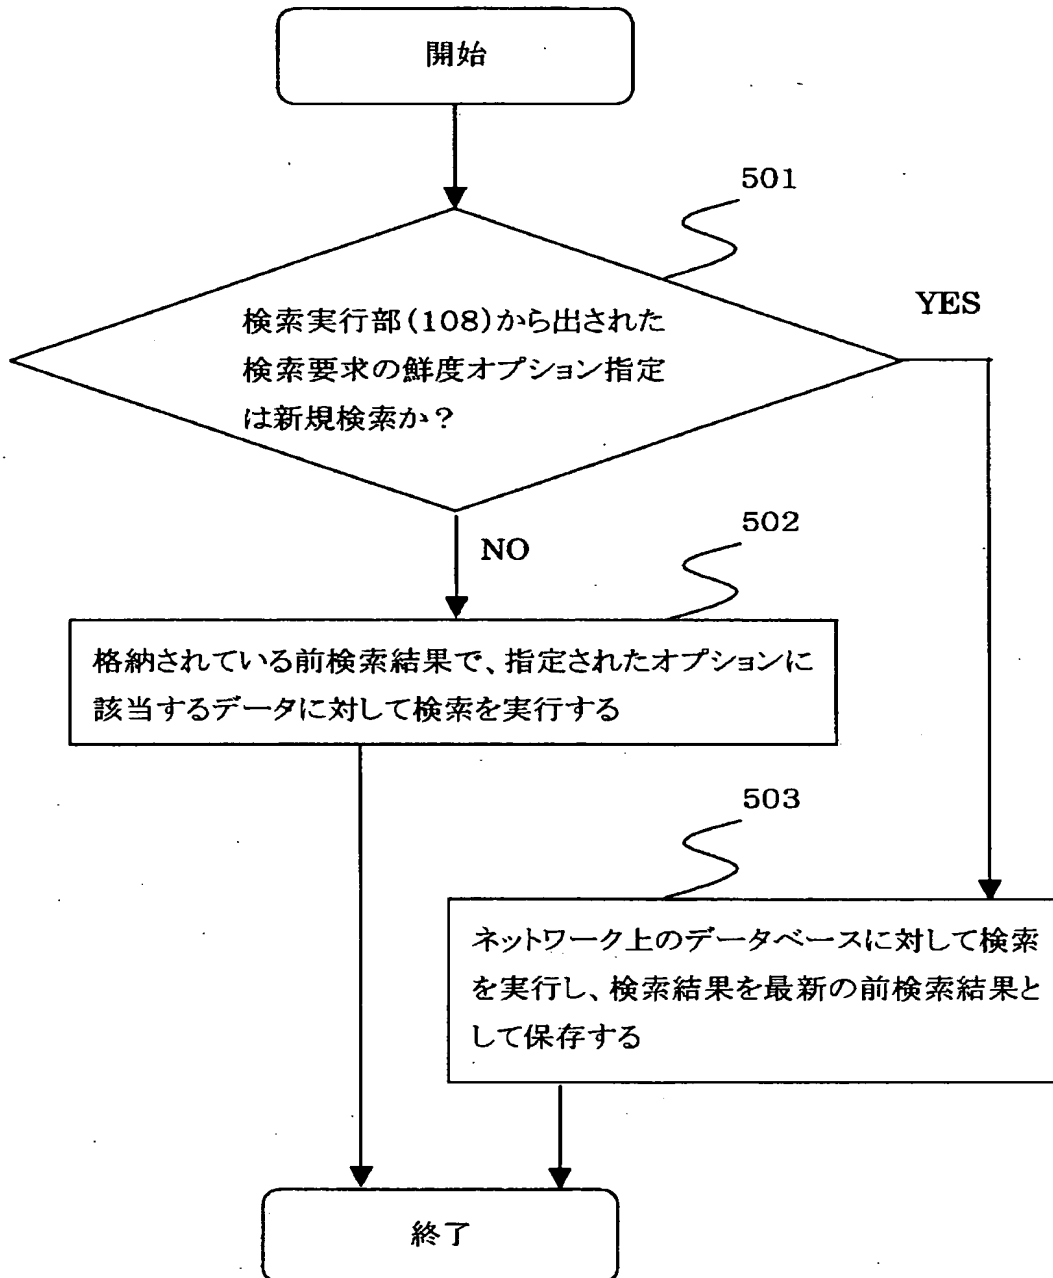 開始
501
検索実行部(108)から出された
検索要求の鮮度オプション指定
は新規検索か?
YES
NO
502
格納されている前検索結果で、指定されたオプションに
該当するデータに対して検索を実行する
503
ネットワーク上のデータベースに対して検索
を実行し、検索結果を最新の前検索結果と
して保存する
終了